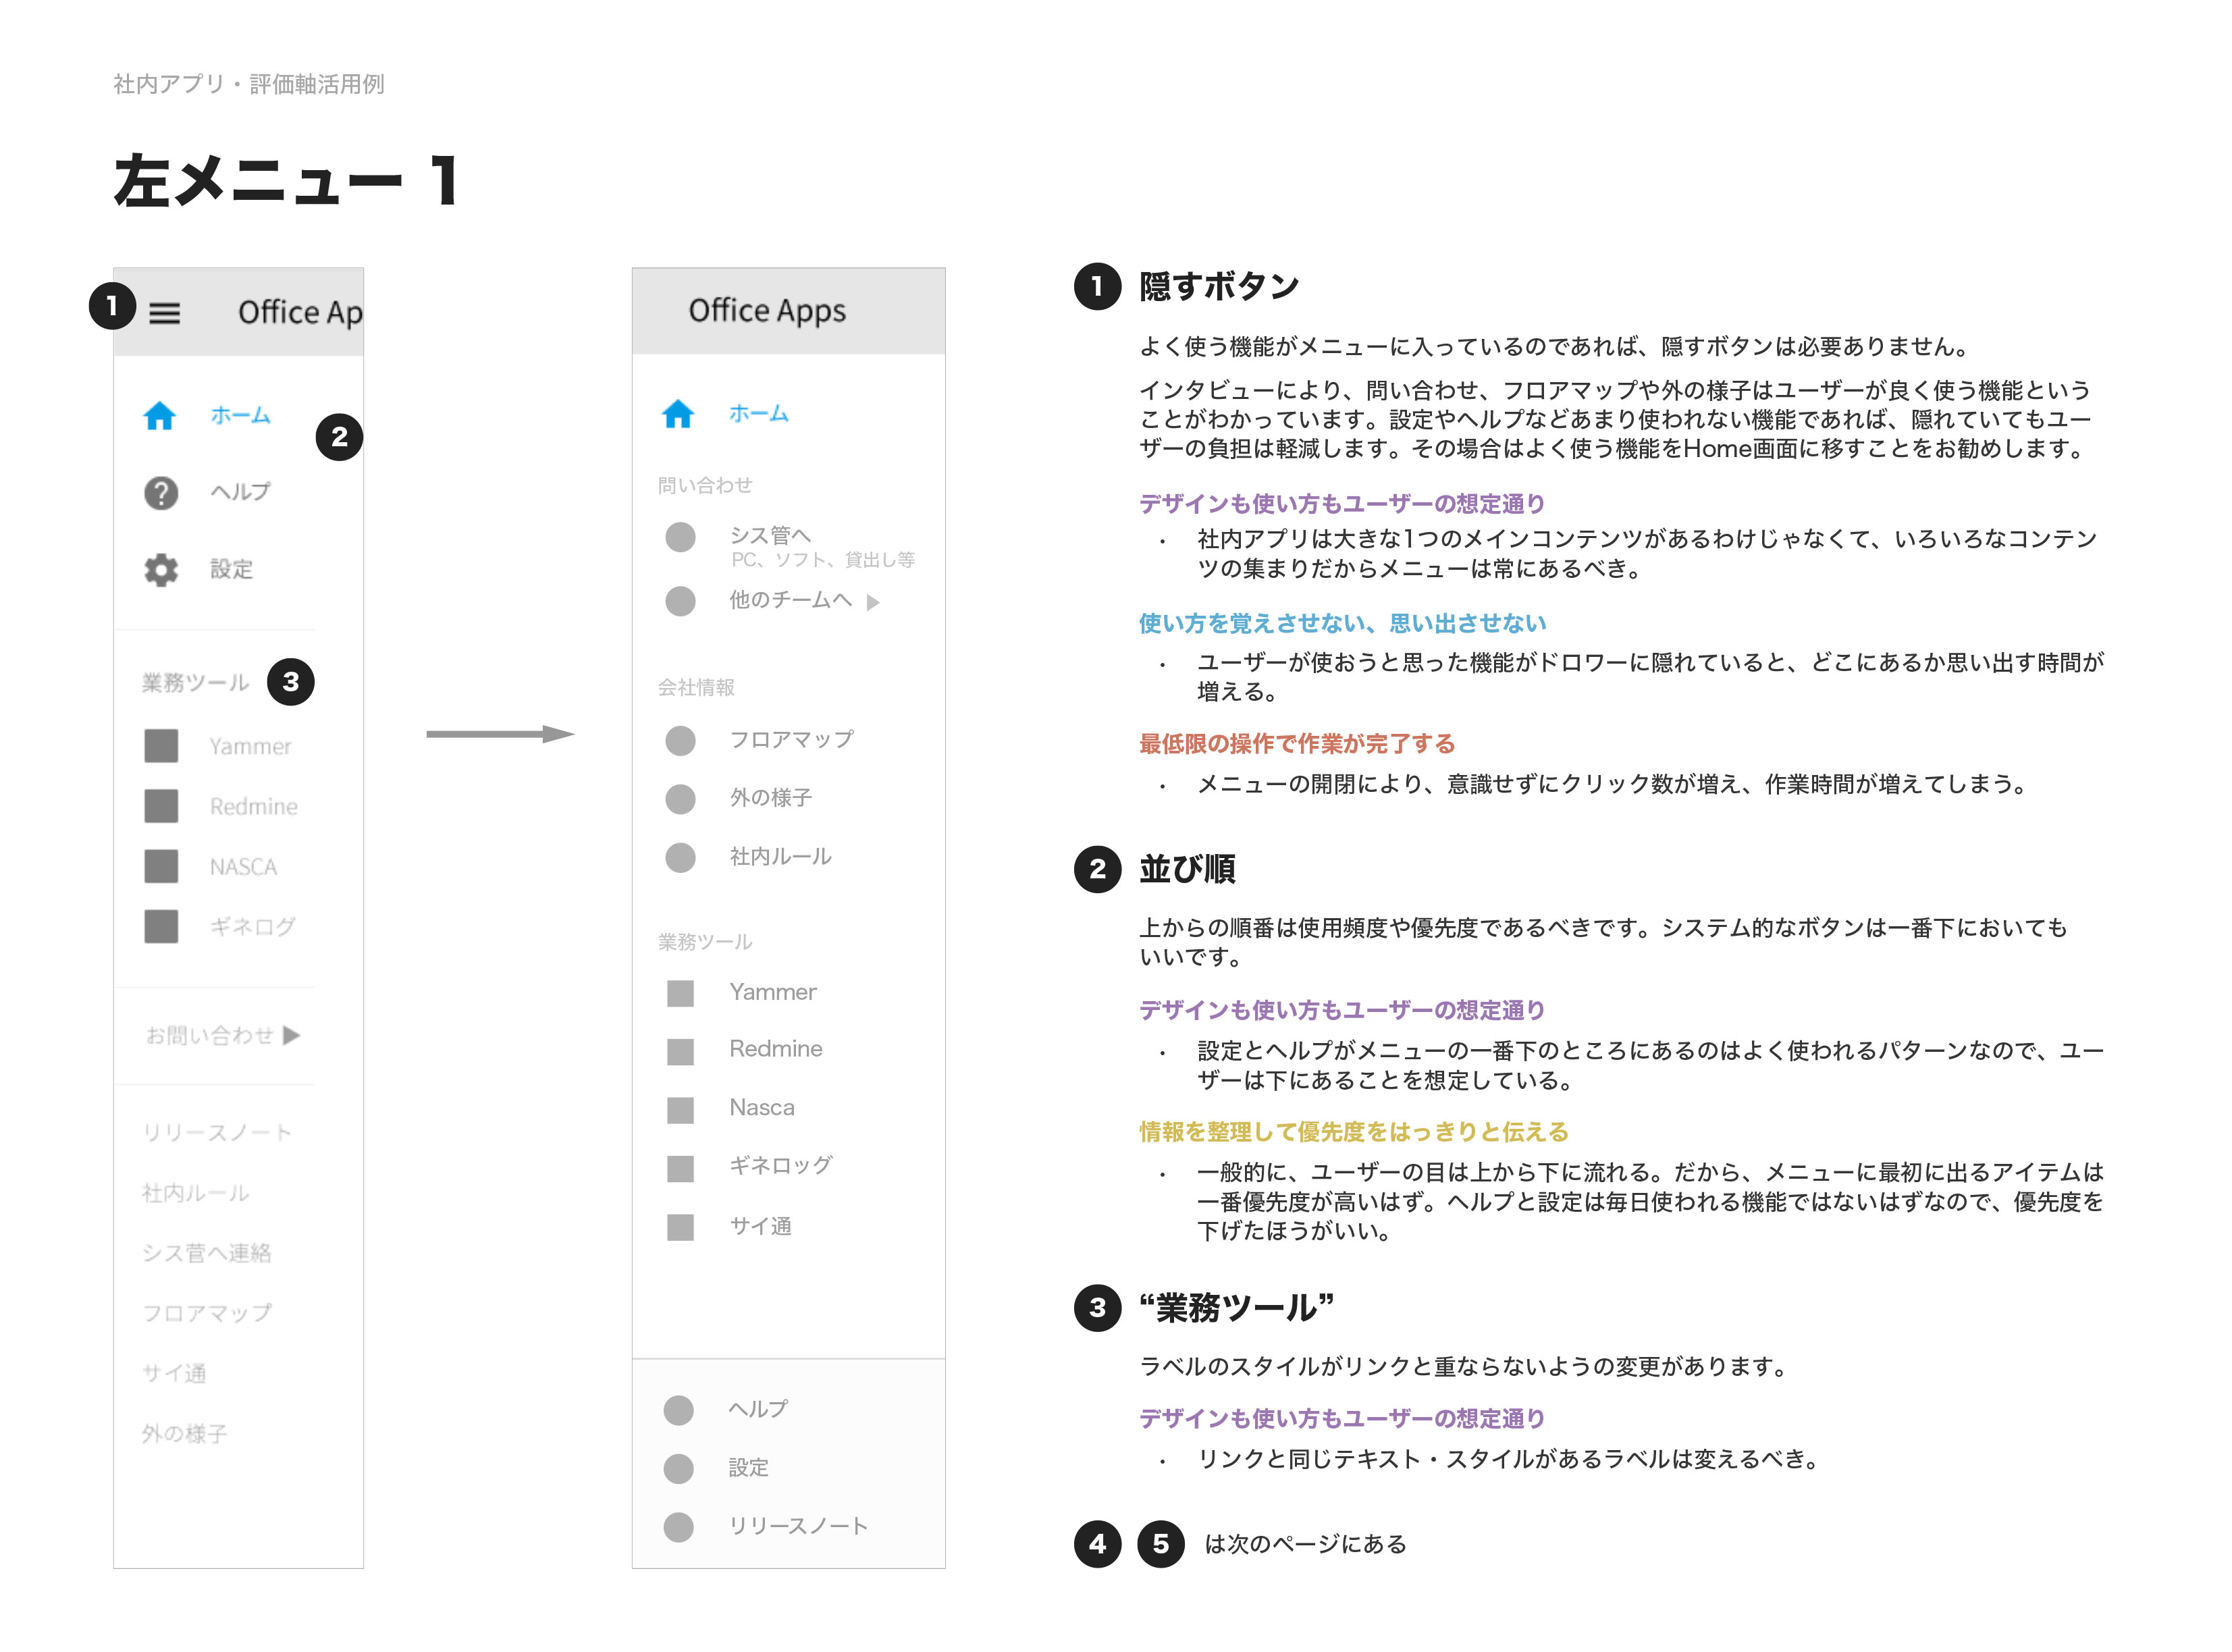 社内アプリ・評価軸活用例
左メニュー 1
1
Office Ap
ホーム
2
ヘルプ
設定
業務ツール
3
Yammer
Redmine
NASCA
ギネログ
お問い合わせ ▶
リリースノート
社内ルール
シス菅へ連絡
フロアマップ
サイ通
外の様子
Office Apps
ホーム
問い合わせ
シス管へ
PC、ソフト、貸出し等
他のチームへ ▶
会社情報
フロアマップ
外の様子
社内ルール
業務ツール
Yammer
Redmine
Nasca
ギネロッグ
サイ通
ヘルプ
設定
リリースノート
1 隠すボタン
よく使う機能がメニューに入っているのであれば、隠すボタンは必要ありません。
インタビューにより、問い合わせ、フロアマップや外の様子はユーザーが良く使う機能という
ことがわかっています。設定やヘルプなどあまり使われない機能であれば、隠れていてもユー
ザーの負担は軽減します。その場合はよく使う機能をHome画面に移すことをお勧めします。
デザインも使い方もユーザーの想定通り
・ 社内アプリは大きな1つのメインコンテンツがあるわけじゃなくて、いろいろなコンテン
ツの集まりだからメニューは常にあるべき。
使い方を覚えさせない、思い出させない
・ ユーザーが使おうと思った機能がドロワーに隠れていると、どこにあるか思い出す時間が
増える。
最低限の操作で作業が完了する
・ メニューの開閉により、意識せずにクリック数が増え、作業時間が増えてしまう。
2 並び順
上からの順番は使用頻度や優先度であるべきです。システム的なボタンは一番下においても
いいです。
デザインも使い方もユーザーの想定通り
・ 設定とヘルプがメニューの一番下のところにあるのはよく使われるパターンなので、ユー
ザーは下にあることを想定している。
情報を整理して優先度をはっきりと伝える
・ 一般的に、ユーザーの目は上から下に流れる。だから、メニューに最初に出るアイテムは
一番優先度が高いはず。ヘルプと設定は毎日使われる機能ではないはずなので、優先度を
下げたほうがいい。
3 “業務ツール”
ラベルのスタイルがリンクと重ならないようの変更があります。
デザインも使い方もユーザーの想定通り
・ リンクと同じテキスト・スタイルがあるラベルは変えるべき。
4 5 は次のページにある